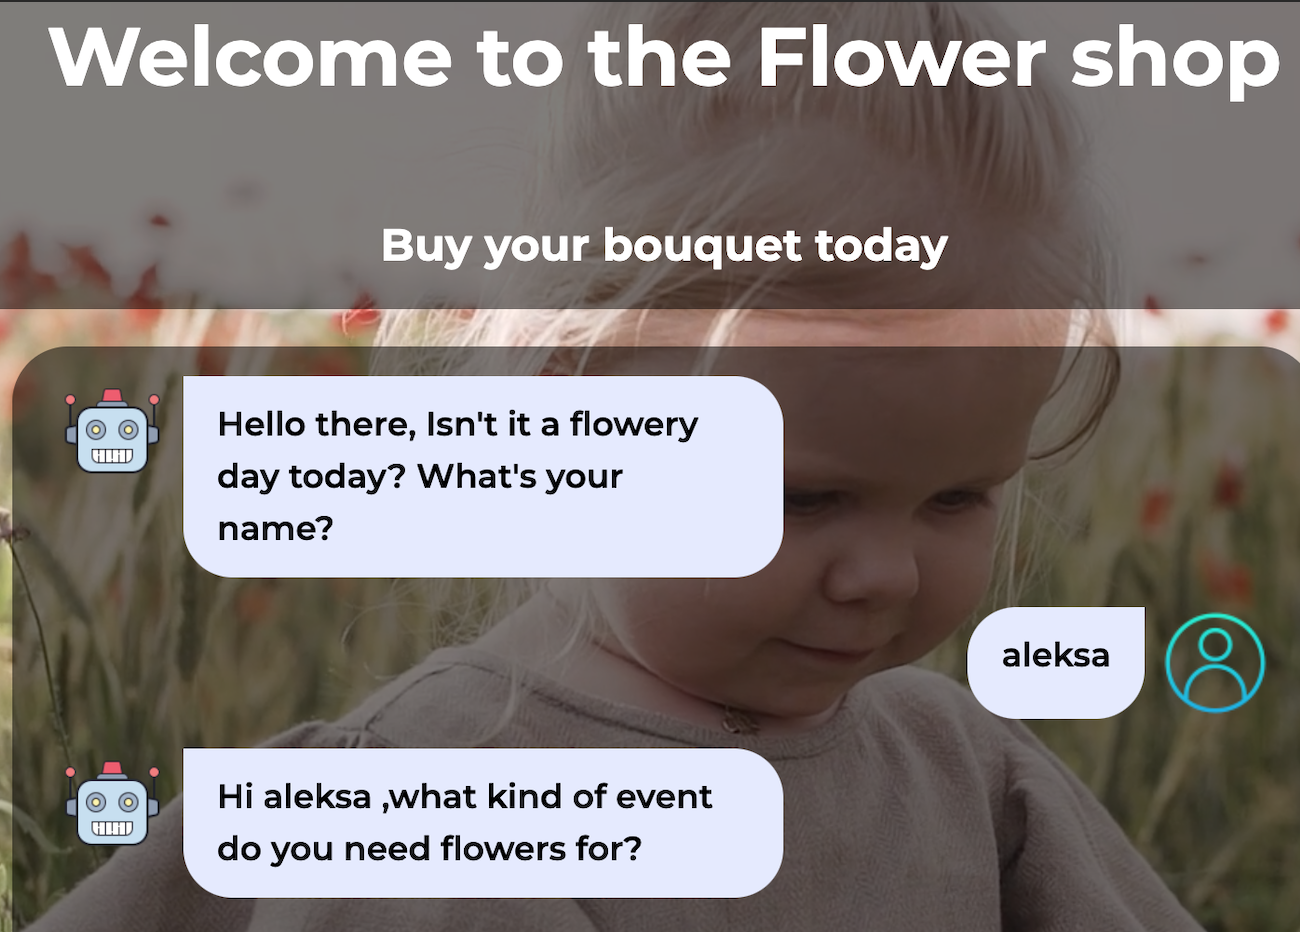 Welcome to the Flower shop
Buy your bouquet today
Hello there, Isn't it a flowery
day today? What's your
name?
aleksa
Hi aleksa ,what kind of event
do you need flowers for?